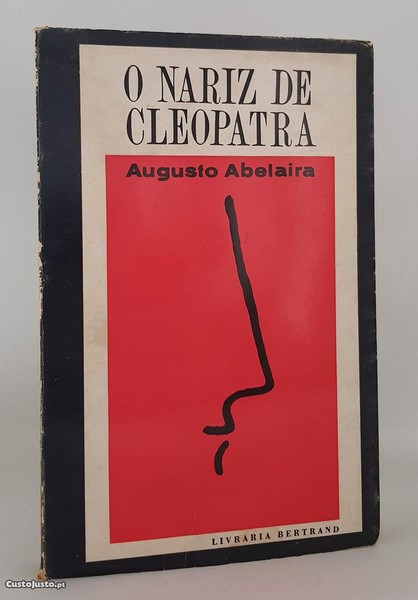 O NARIZ DE
CLEOPATRA
Augusto Abelaira
LIVRARIA BERTRAND
CustoJusto.pt